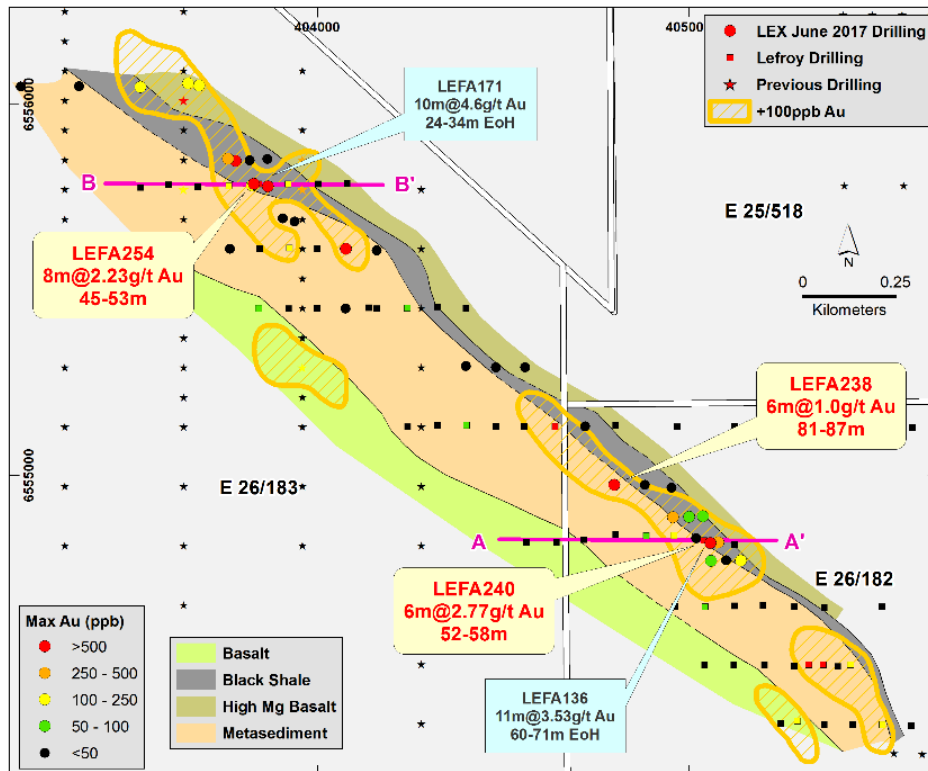 404000
40500
LEX June 2017 Drilling
Lefroy Drilling
Previous Drilling
+100ppb Au
6556000
LEFA171
10m@4.6g/t Au
24-34m EoH
B
B'
E 25/518
N
0
0.25
Kilometers
LEFA254
8m@2.23g/t Au
45-53m
LEFA238
6m@1.0g/t Au
81-87m
6555000
E 26/183
A
A'
E 26/182
LEFA240
6m@2.77g/t Au
52-58m
LEFA136
11m@3.53g/t Au
60-71m EoH
Max Au (ppb)
>500
250 - 500
100 - 250
50 - 100
<50
Basalt
Black Shale
High Mg Basalt
Metasediment